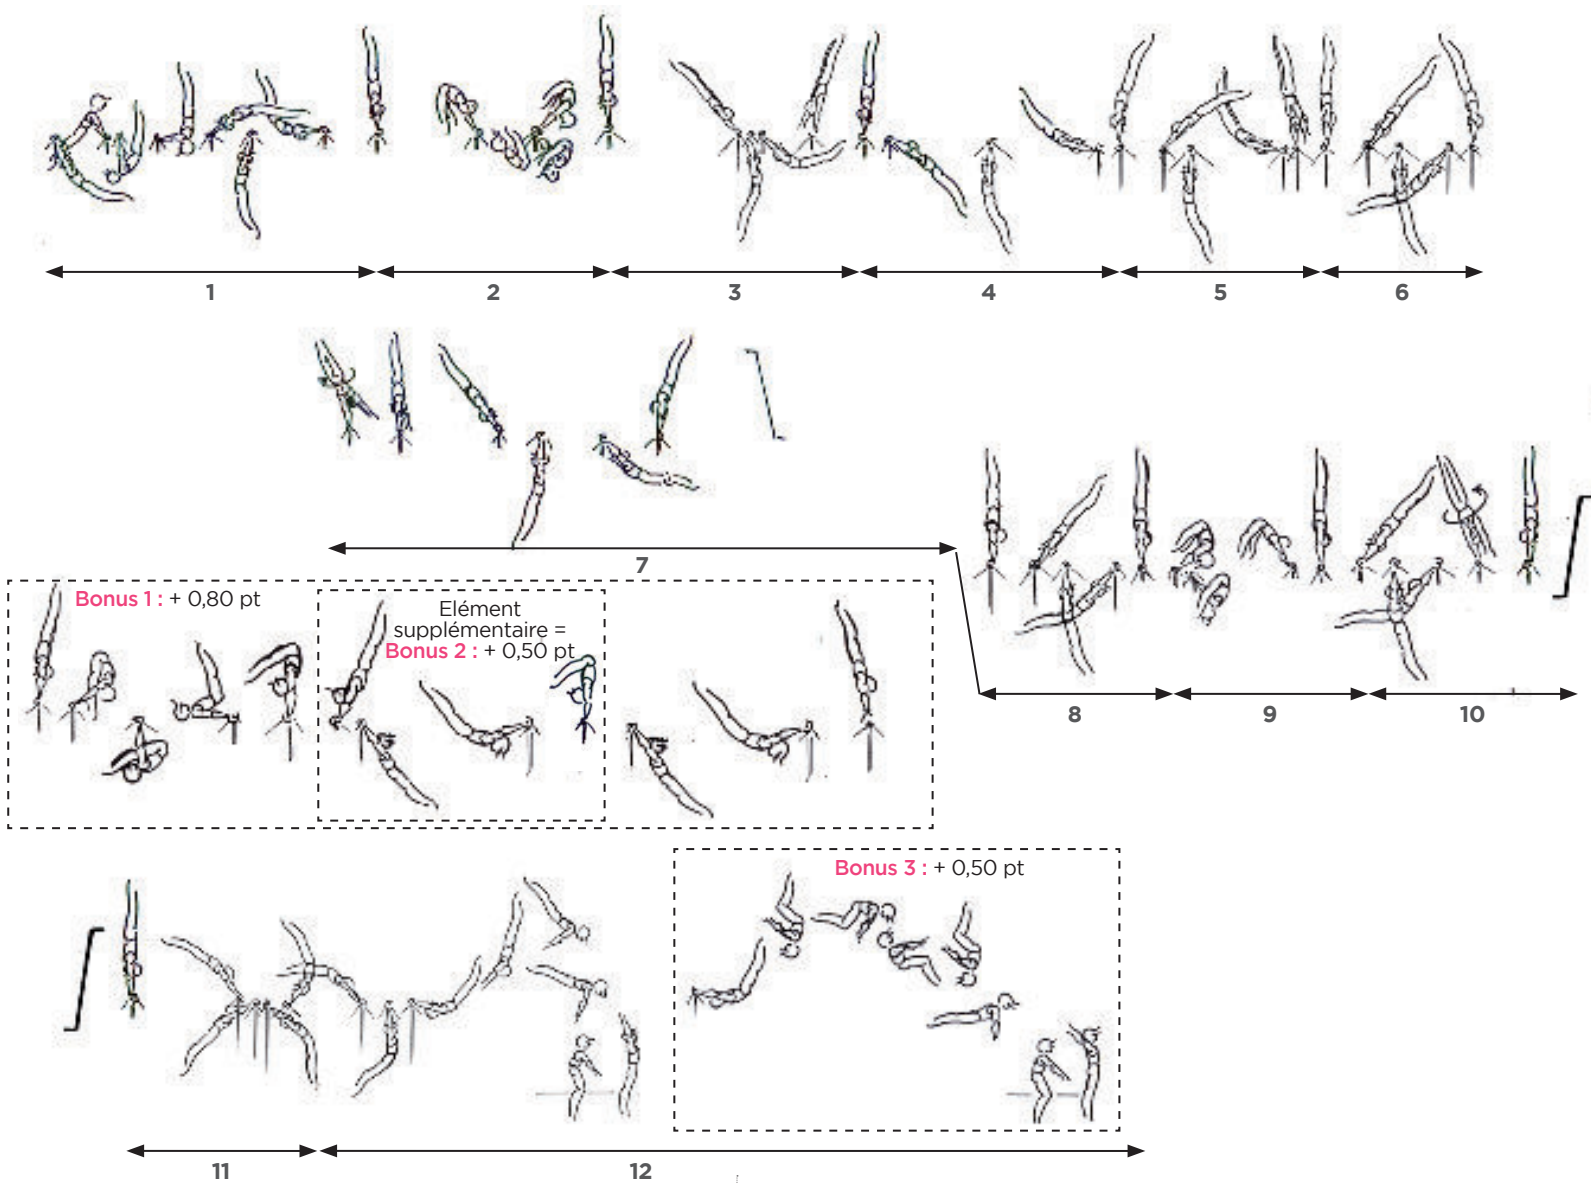 1 2 3 4 5 6
7
Bonus 1 : + 0,80 pt
Elément
supplémentaire =
Bonus 2 : + 0,50 pt
8 9 10
Bonus 3 : + 0,50 pt
11 12